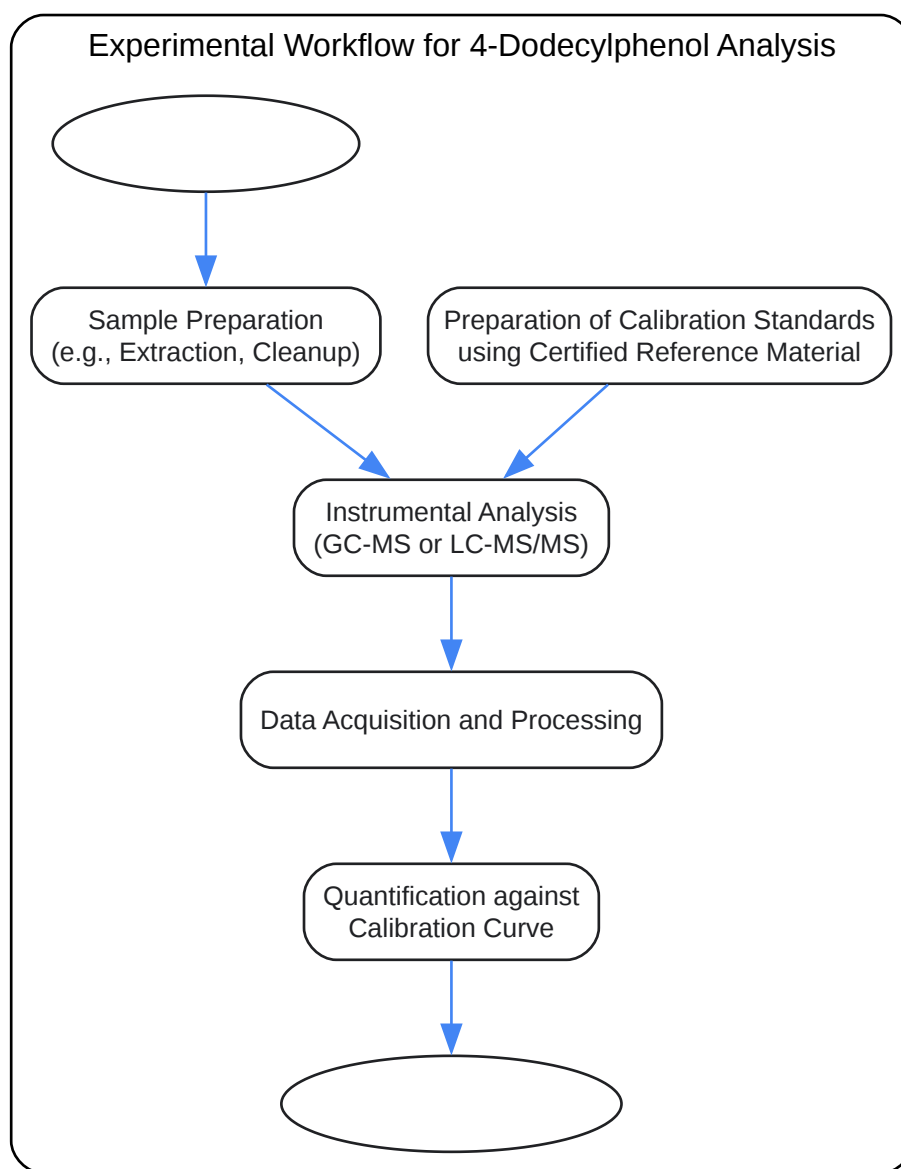 Experimental Workflow for 4-Dodecylphenol Analysis
Sample Preparation
(e.g., Extraction, Cleanup)
Preparation of Calibration Standards
using Certified Reference Material
Instrumental Analysis
(GC-MS or LC-MS/MS)
Data Acquisition and Processing
Quantification against
Calibration Curve